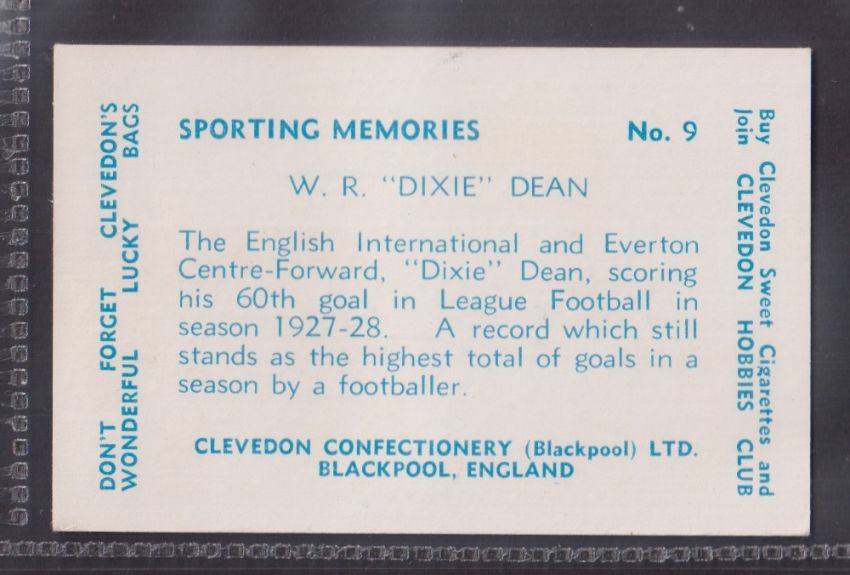 SPORTING MEMORIES No. 9
W. R. "DIXIE" DEAN
The English International and Everton
Centre-Forward, "Dixie" Dean, scoring
his 60th goal in League Football in
season 1927-28. A record which still
stands as the highest total of goals in a
season by a footballer.
CLEVEDON CONFECTIONERY (Blackpool) LTD.
BLACKPOOL, ENGLAND
DON'T FORGET CLEVEDON'S
WONDERFUL LUCKY BAGS
Buy Clevedon Sweet Cigarettes and
Join CLEVEDON HOBBIES CLUB